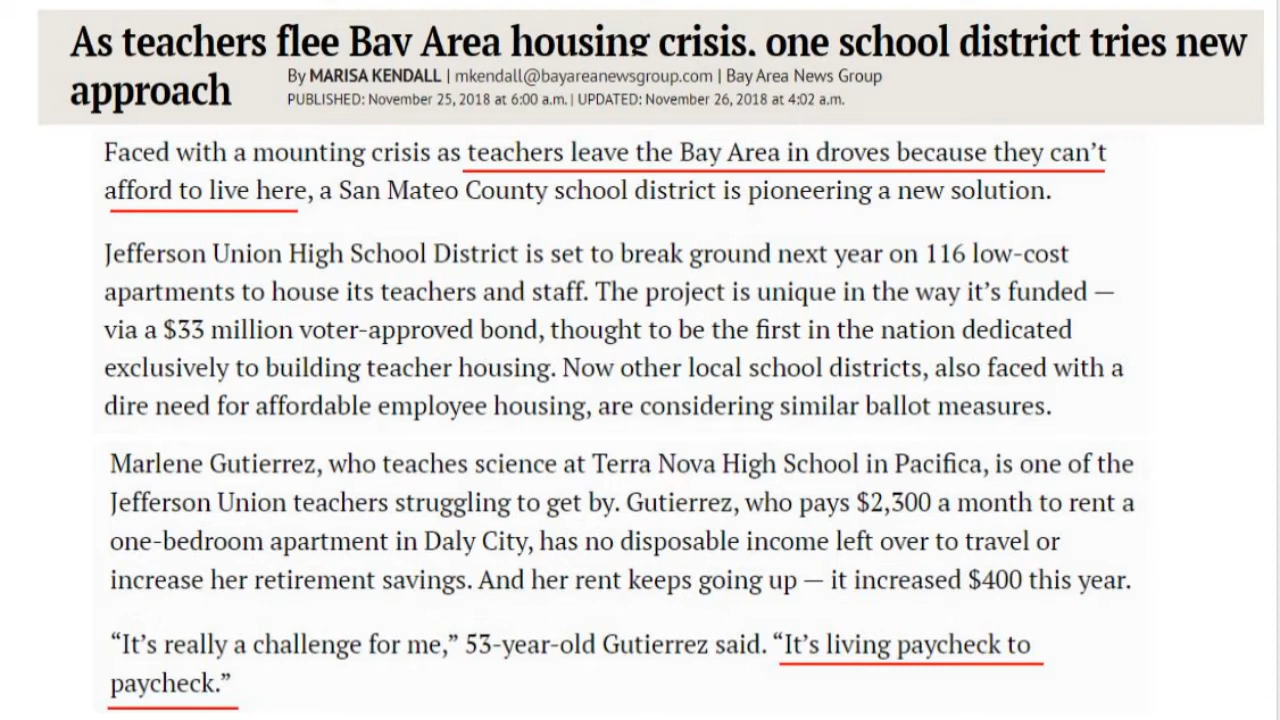 As teachers flee Bay Area housing crisis, one school district tries new
approach
By MARISA KENDALL | mkendall@bayareanewsgroup.com | Bay Area News Group
PUBLISHED: November 25, 2018 at 6:00 a.m. | UPDATED: November 26, 2018 at 4:02 a.m.
Faced with a mounting crisis as teachers leave the Bay Area in droves because they can’t
afford to live here, a San Mateo County school district is pioneering a new solution.
Jefferson Union High School District is set to break ground next year on 116 low-cost
apartments to house its teachers and staff. The project is unique in the way it’s funded —
via a $33 million voter-approved bond, thought to be the first in the nation dedicated
exclusively to building teacher housing. Now other local school districts, also faced with a
dire need for affordable employee housing, are considering similar ballot measures.
Marlene Gutierrez, who teaches science at Terra Nova High School in Pacifica, is one of the
Jefferson Union teachers struggling to get by. Gutierrez, who pays $2,300 a month to rent a
one-bedroom apartment in Daly City, has no disposable income left over to travel or
increase her retirement savings. And her rent keeps going up — it increased $400 this year.
“It’s really a challenge for me,” 53-year-old Gutierrez said. “It’s living paycheck to
paycheck.”